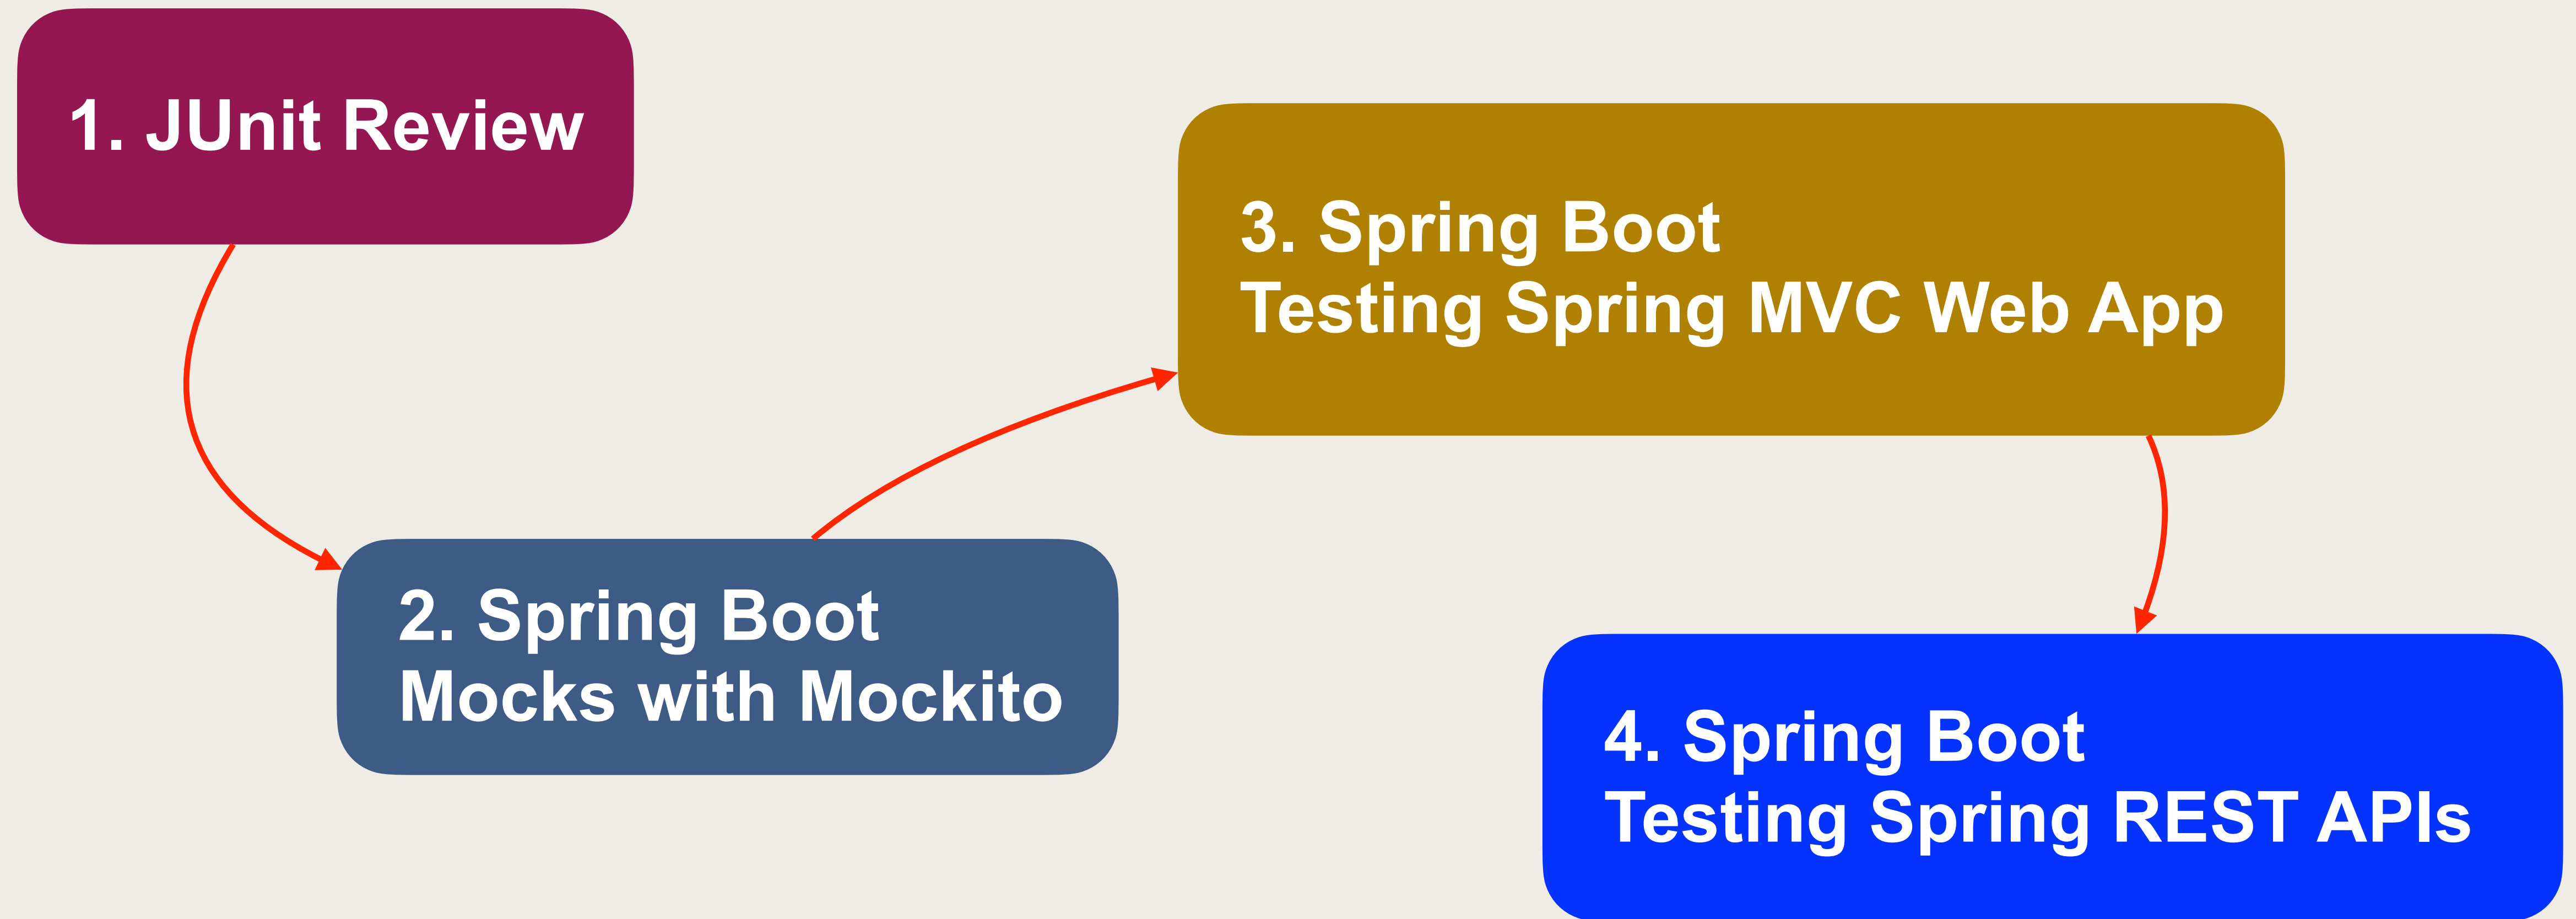 1. JUnit Review
2. Spring Boot
Mocks with Mockito
3. Spring Boot
Testing Spring MVC Web App
4. Spring Boot
Testing Spring REST APIs